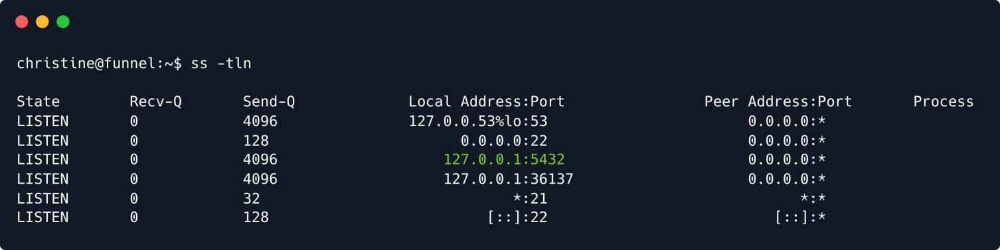 christine@funnel:~$ ss -tln
State Recv-Q Send-Q Local Address:Port Peer Address:Port Process
LISTEN 0 4096 127.0.0.53%lo:53 0.0.0.0:*
LISTEN 0 128 0.0.0.0:22 0.0.0.0:*
LISTEN 0 4096 127.0.0.1:5432 0.0.0.0:*
LISTEN 0 4096 127.0.0.1:36137 0.0.0.0:*
LISTEN 0 32 *:21 *:*
LISTEN 0 128 [::]:22 [::]:*